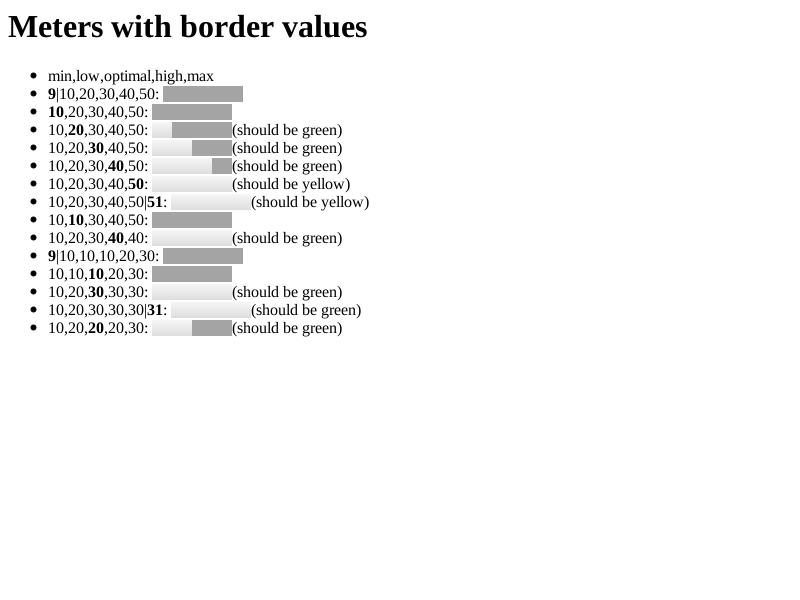 Meters with border values
min,low,optimal,high,max
9|10,20,30,40,50:
10,20,30,40,50:
10,20,30,40,50: (should be green)
10,20,30,40,50: (should be green)
10,20,30,40,50: (should be green)
10,20,30,40,50: (should be yellow)
10,20,30,40,50|51: (should be yellow)
10,10,30,40,50:
10,20,30,40,40: (should be green)
9|10,10,10,20,30:
10,10,10,20,30:
10,20,30,30,30: (should be green)
10,20,30,30,30|31: (should be green)
10,20,20,20,30: (should be green)